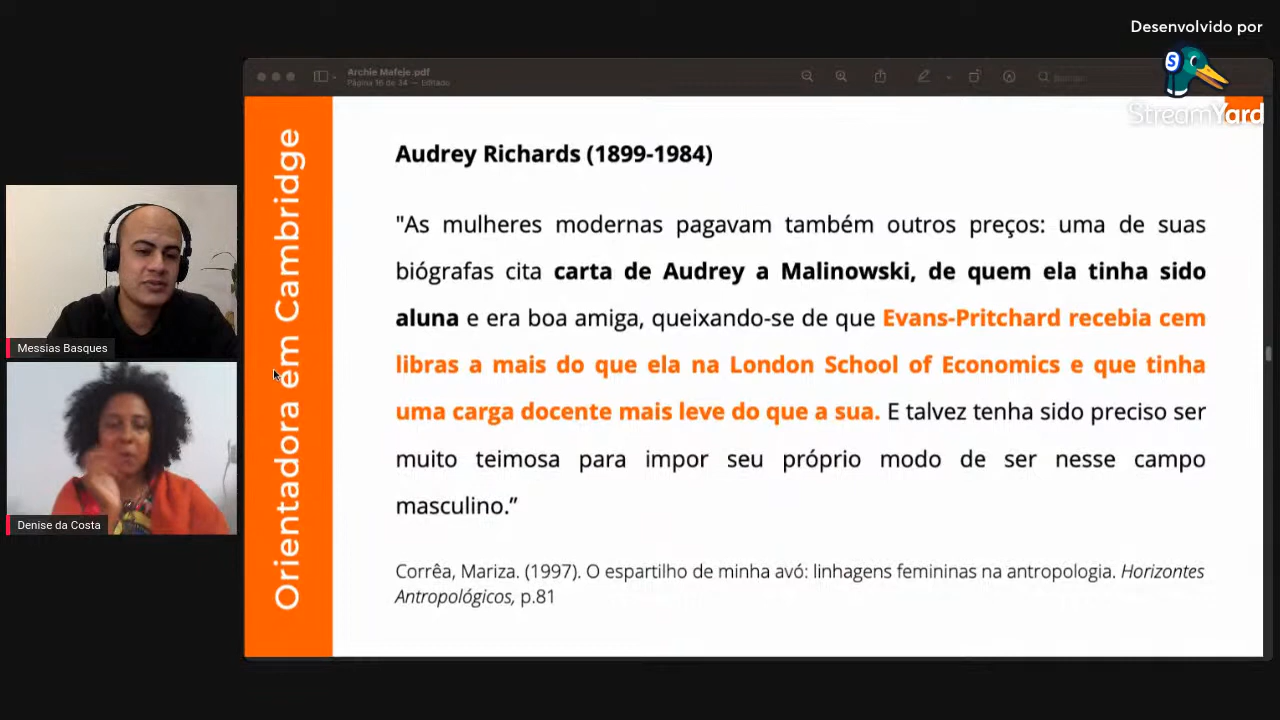 Desenvolvido por
StreamYard
Archie Mafeje.pdf
Página 16 de 34 — Editado
Orientadora em Cambridge
Audrey Richards (1899-1984)
"As mulheres modernas pagavam também outros preços: uma de suas
biógrafas cita carta de Audrey a Malinowski, de quem ela tinha sido
aluna e era boa amiga, queixando-se de que Evans-Pritchard recebia cem
libras a mais do que ela na London School of Economics e que tinha
uma carga docente mais leve do que a sua. E talvez tenha sido preciso ser
muito teimosa para impor seu próprio modo de ser nesse campo
masculino.”
Corrêa, Mariza. (1997). O espartilho de minha avó: linhagens femininas na antropologia. Horizontes
Antropológicos, p.81
Messias Basques
Denise da Costa